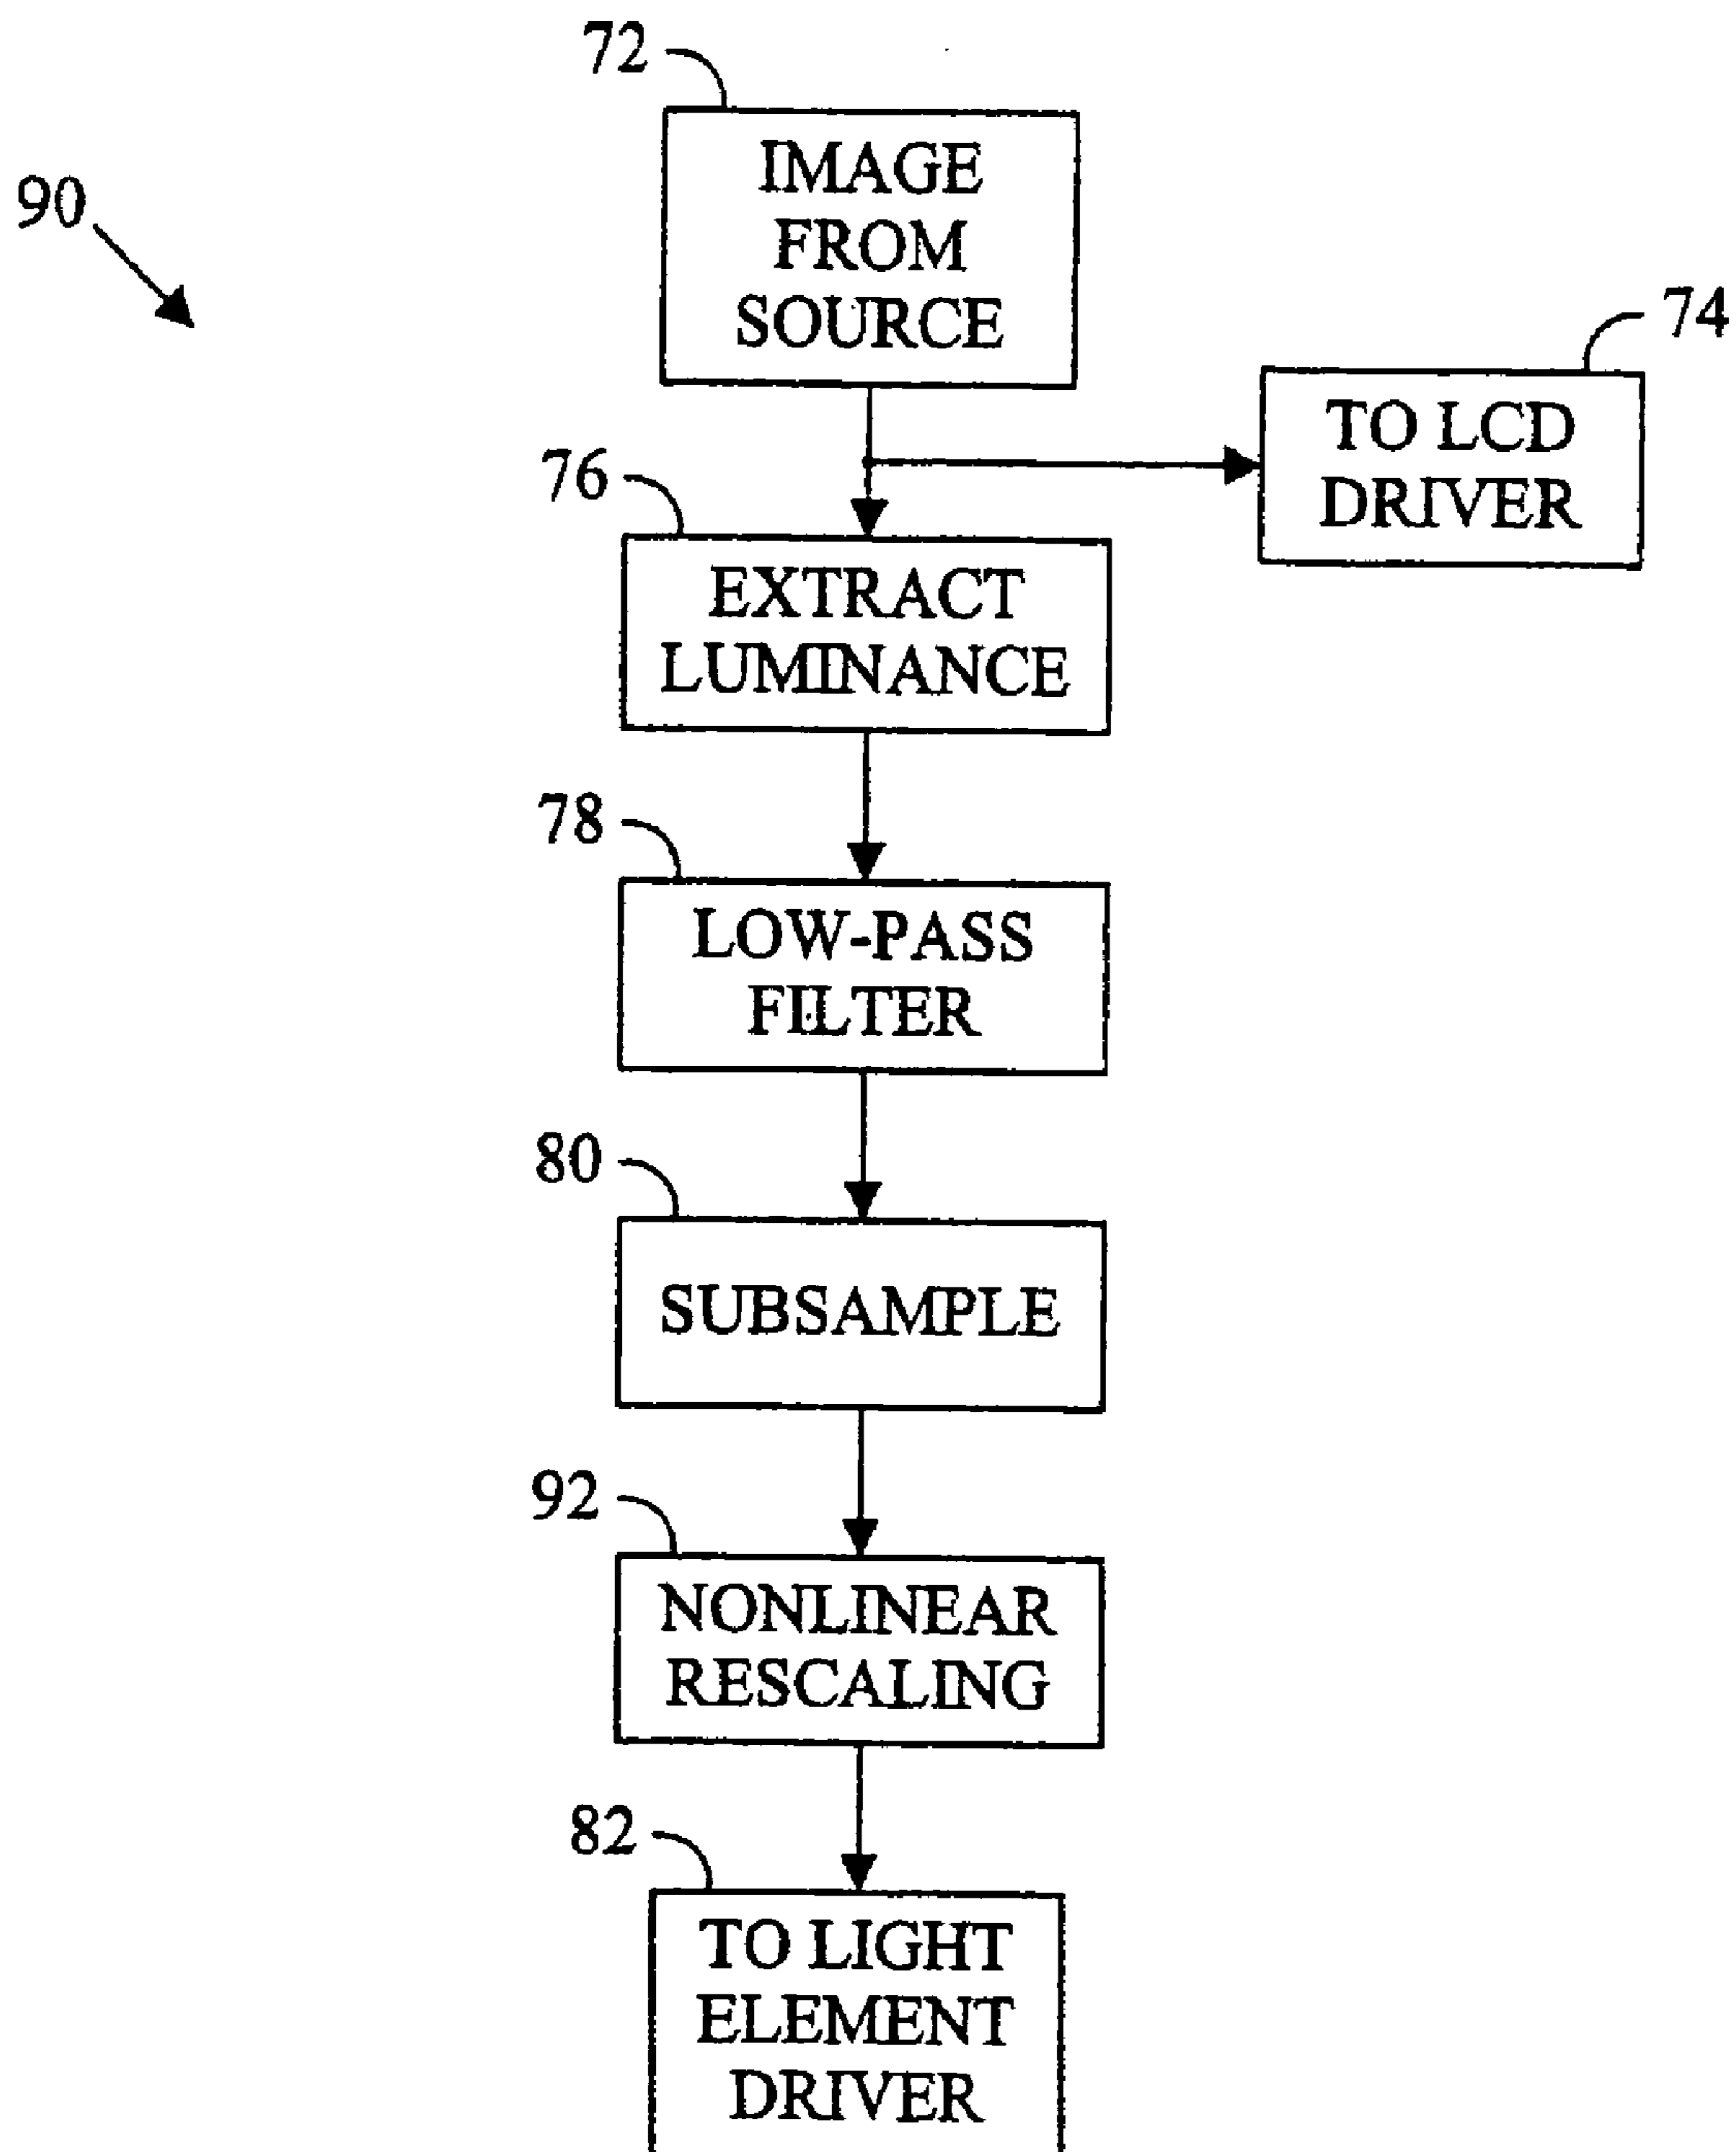 72
IMAGE
FROM
SOURCE
90
74
TO LCD
DRIVER
76
EXTRACT
LUMINANCE
78
LOW-PASS
FILTER
80
SUBSAMPLE
92
NONLINEAR
RESCALING
82
TO LIGHT
ELEMENT
DRIVER